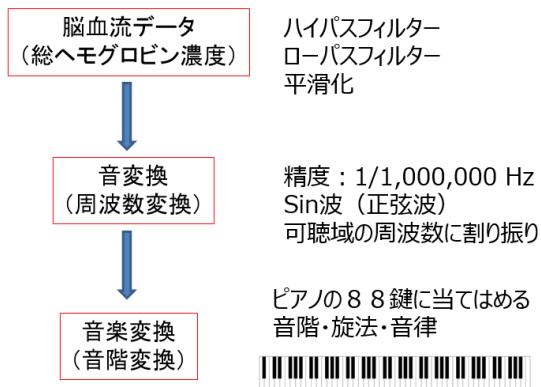 脳血流データ
（総ヘモグロビン濃度）
ハイパスフィルター
ローパスフィルター
平滑化
音変換
（周波数変換）
精度：1/1,000,000 Hz
Sin波（正弦波）
可聴域の周波数に割り振り
音楽変換
（音階変換）
ピアノの８８鍵に当てはめる
音階・旋法・音律